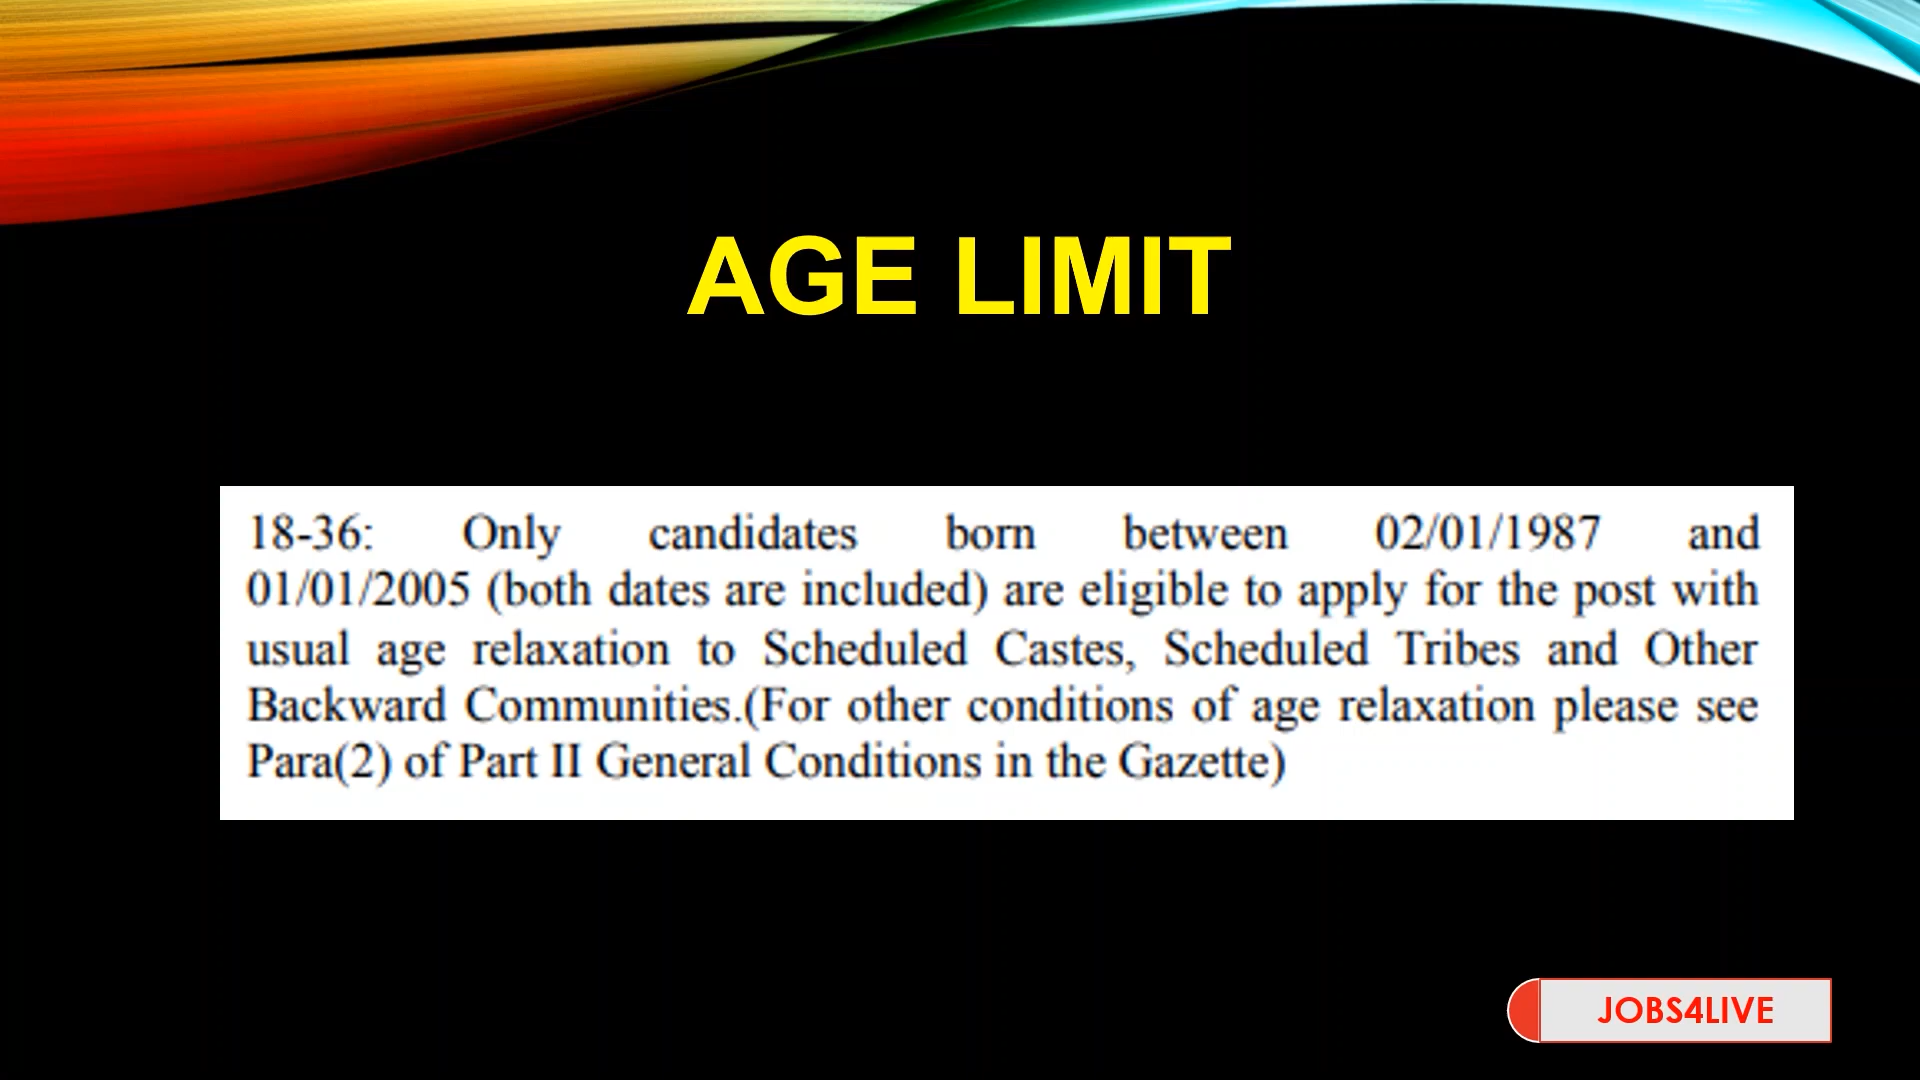 AGE LIMIT
18-36: Only candidates born between 02/01/1987 and
01/01/2005 (both dates are included) are eligible to apply for the post with
usual age relaxation to Scheduled Castes, Scheduled Tribes and Other
Backward Communities.(For other conditions of age relaxation please see
Para(2) of Part II General Conditions in the Gazette)
JOBS4LIVE